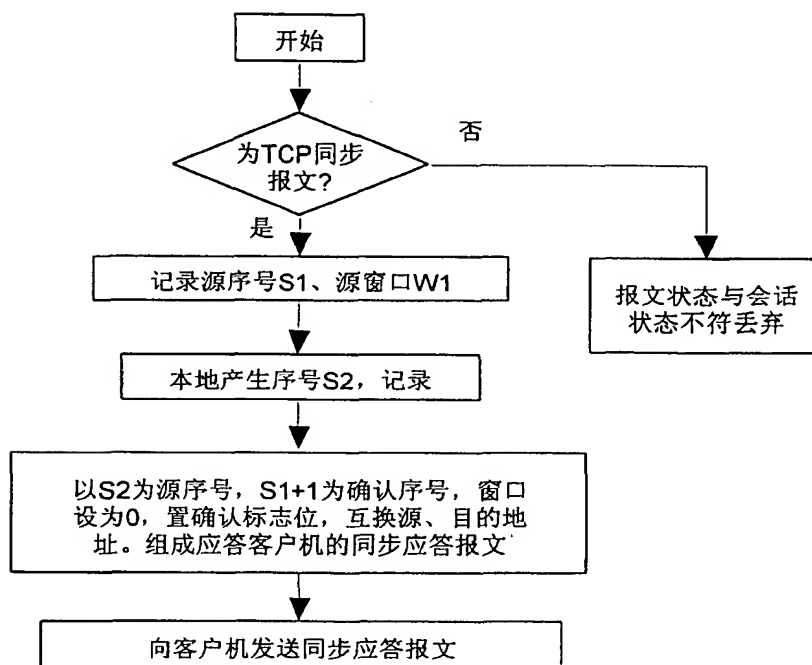 开始
为TCP同步
报文?
否
是
记录源序号S1、源窗口W1
报文状态与会话
状态不符丢弃
本地产生序号S2，记录
以S2为源序号，S1+1为确认序号，窗口
设为0，置确认标志位，互换源、目的地
址。组成应答客户机的同步应答报文
向客户机发送同步应答报文